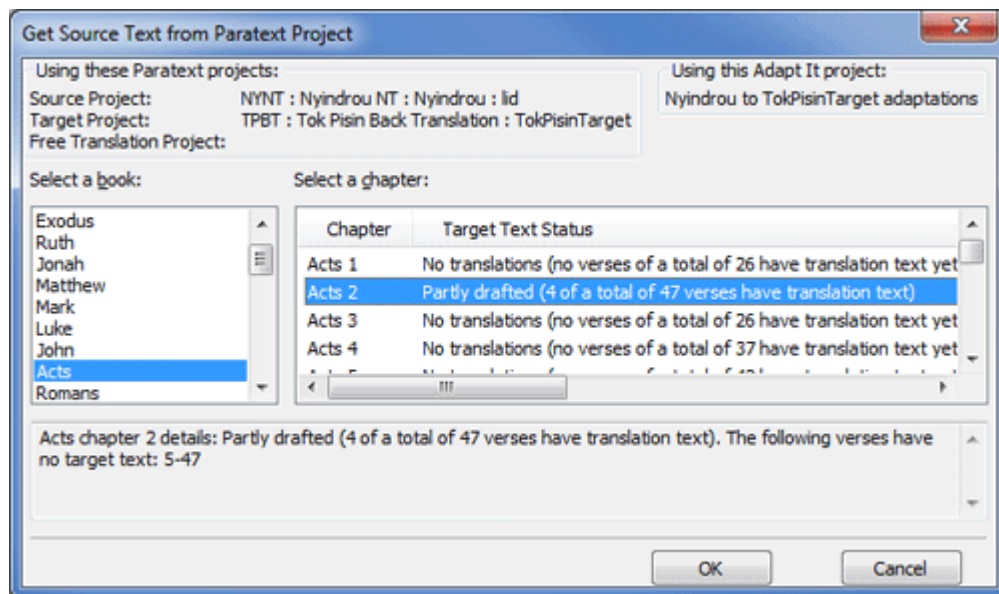 Get Source Text from Paratext Project
Using these Paratext projects:
Source Project: NYNT : Nyindrou NT : Nyindrou : lid
Target Project: TPBT : Tok Pisin Back Translation : TokPisinTarget
Free Translation Project:
Using this Adapt It project:
Nyindrou to TokPisinTarget adaptations
Select a book:
Exodus
Ruth
Jonah
Matthew
Mark
Luke
John
Acts
Romans
Select a chapter:
Chapter Target Text Status
Acts 1 No translations (no verses of a total of 26 have translation text yet
Acts 2 Partly drafted (4 of a total of 47 verses have translation text)
Acts 3 No translations (no verses of a total of 26 have translation text yet
Acts 4 No translations (no verses of a total of 37 have translation text yet
Acts chapter 2 details: Partly drafted (4 of a total of 47 verses have translation text). The following verses have
no target text: 5-47
OK
Cancel